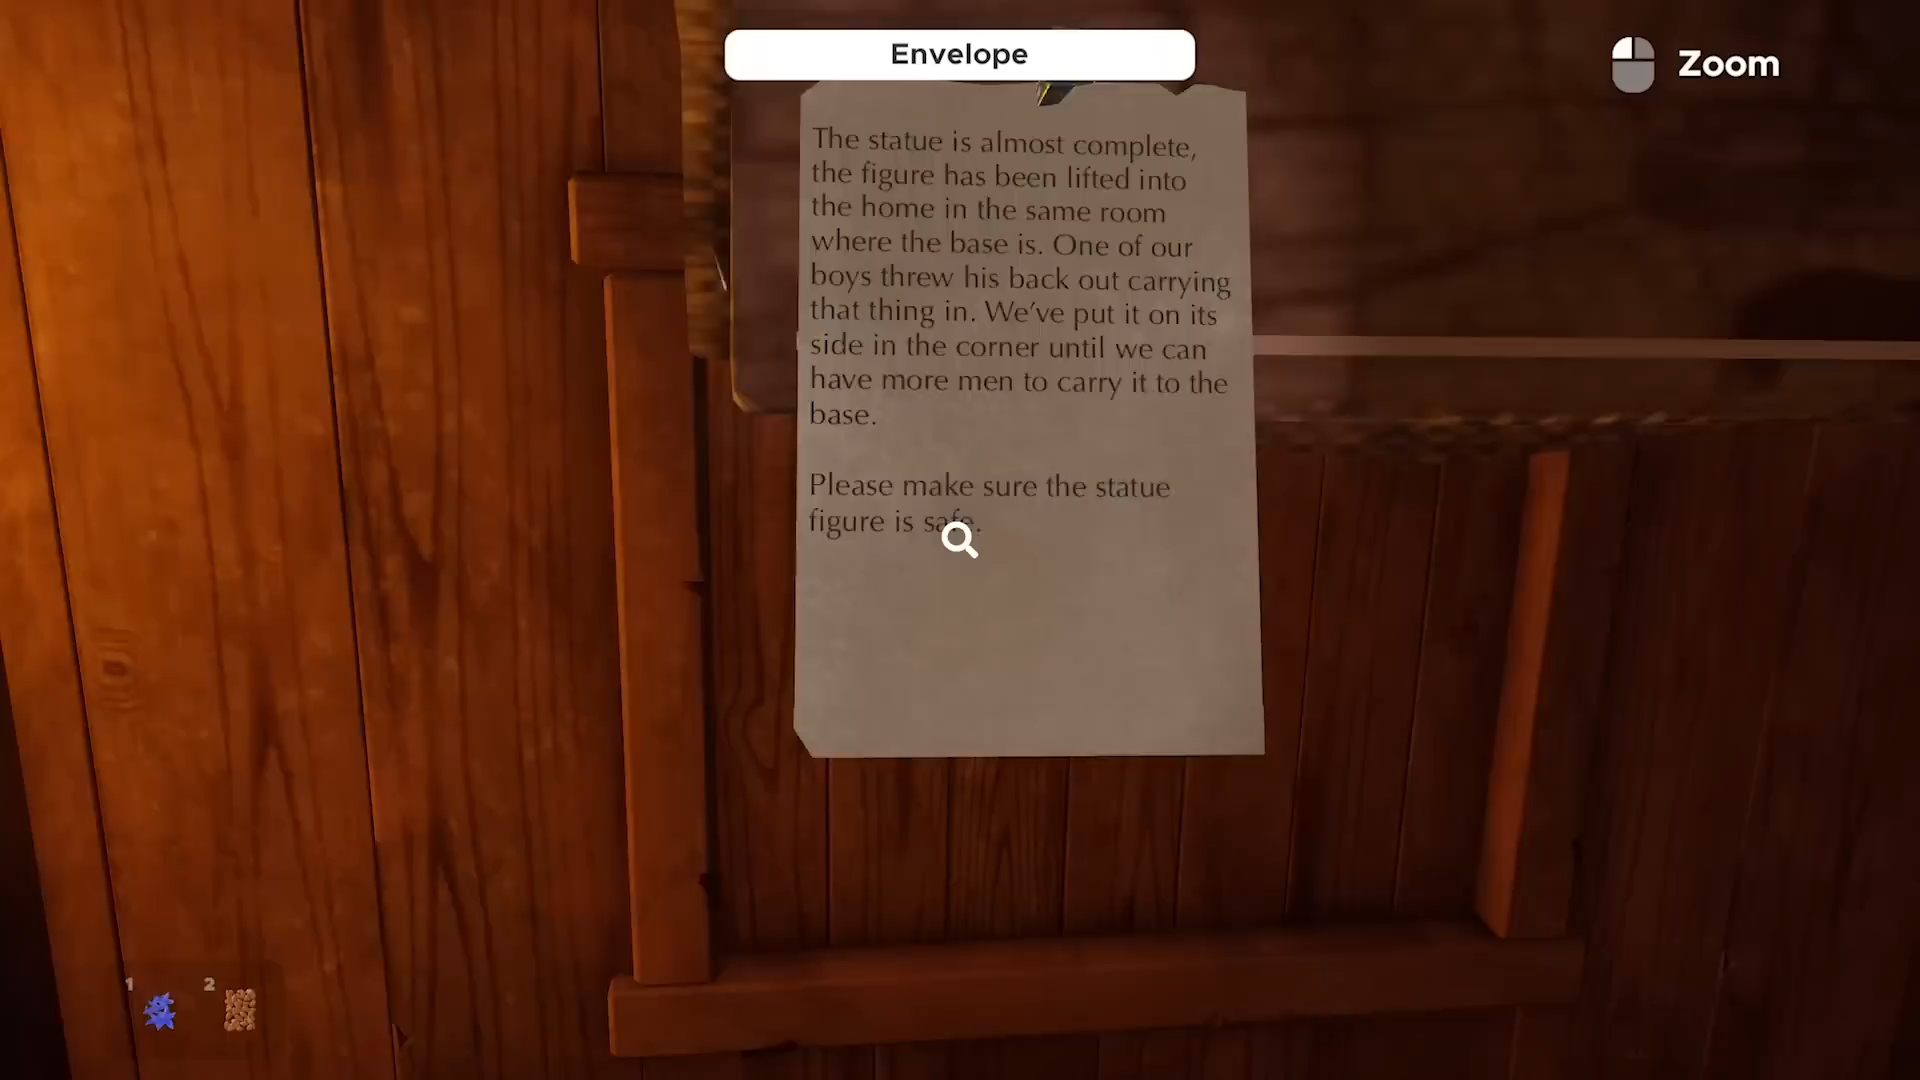 Envelope
Zoom
The statue is almost complete,
the figure has been lifted into
the home in the same room
where the base is. One of our
boys threw his back out carrying
that thing in. We've put it on its
side in the corner until we can
have more men to carry it to the
base.
Please make sure the statue
figure is safe.
1 2